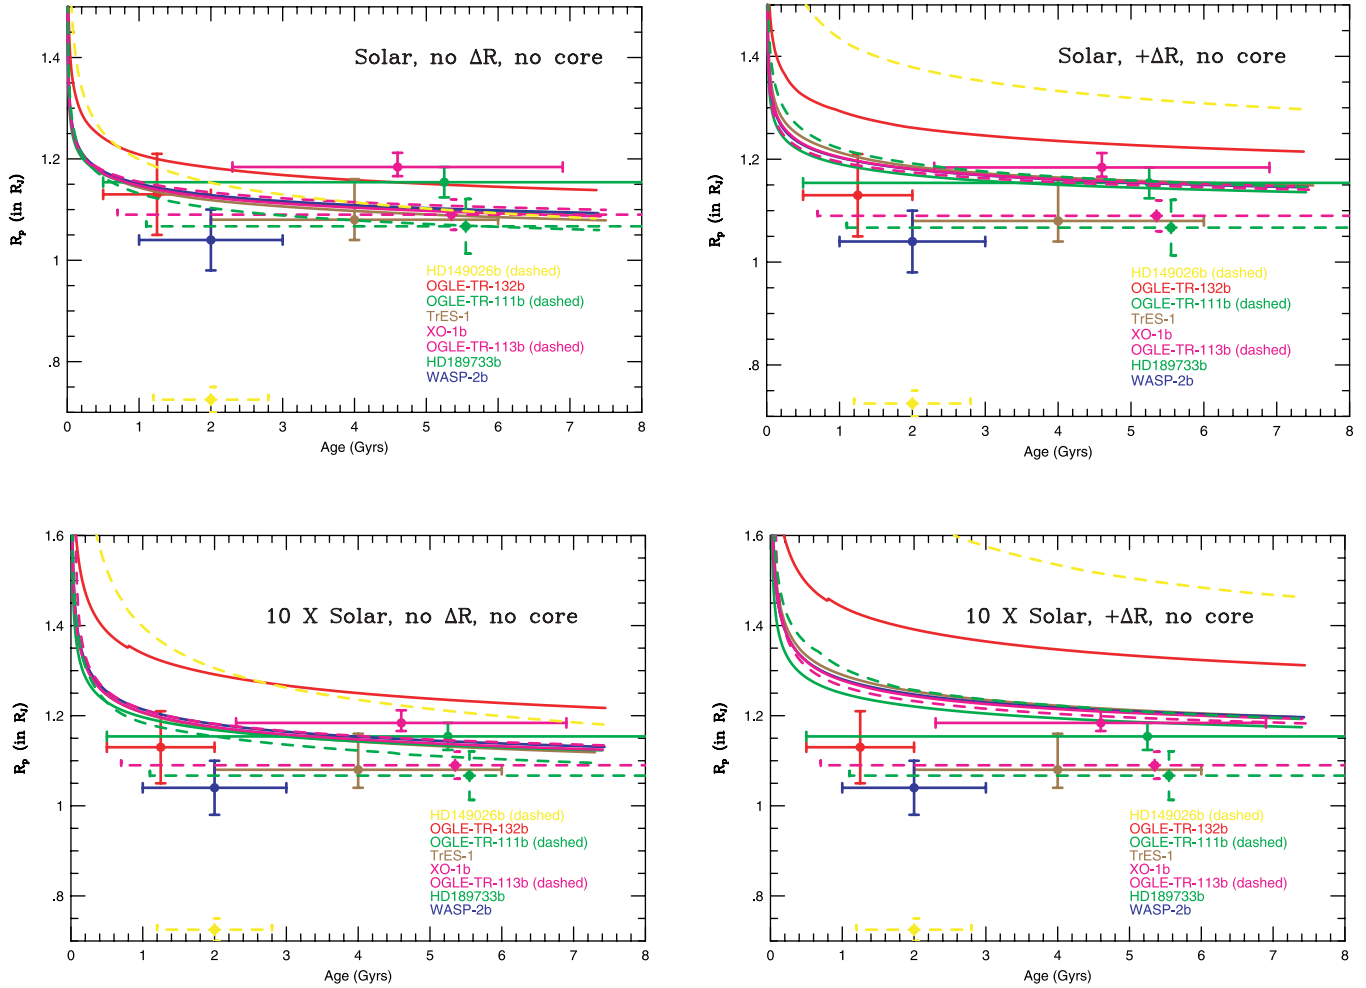 Solar, no ΔR, no core
1.4
1.2
1
.8
R_p (in R_J)
0 1 2 3 4 5 6 7 8
Age (Gyrs)
HD149026b (dashed)
OGLE-TR-132b
OGLE-TR-111b (dashed)
TrES-1
XO-1b
OGLE-TR-113b (dashed)
HD189733b
WASP-2b
Solar, +ΔR, no core
1.4
1.2
1
.8
R_p (in R_J)
0 1 2 3 4 5 6 7 8
Age (Gyrs)
HD149026b (dashed)
OGLE-TR-132b
OGLE-TR-111b (dashed)
TrES-1
XO-1b
OGLE-TR-113b (dashed)
HD189733b
WASP-2b
10 X Solar, no ΔR, no core
1.6
1.4
1.2
1
.8
R_p (in R_J)
0 1 2 3 4 5 6 7 8
Age (Gyrs)
HD149026b (dashed)
OGLE-TR-132b
OGLE-TR-111b (dashed)
TrES-1
XO-1b
OGLE-TR-113b (dashed)
HD189733b
WASP-2b
10 X Solar, +ΔR, no core
1.6
1.4
1.2
1
.8
R_p (in R_J)
0 1 2 3 4 5 6 7 8
Age (Gyrs)
HD149026b (dashed)
OGLE-TR-132b
OGLE-TR-111b (dashed)
TrES-1
XO-1b
OGLE-TR-113b (dashed)
HD189733b
WASP-2b